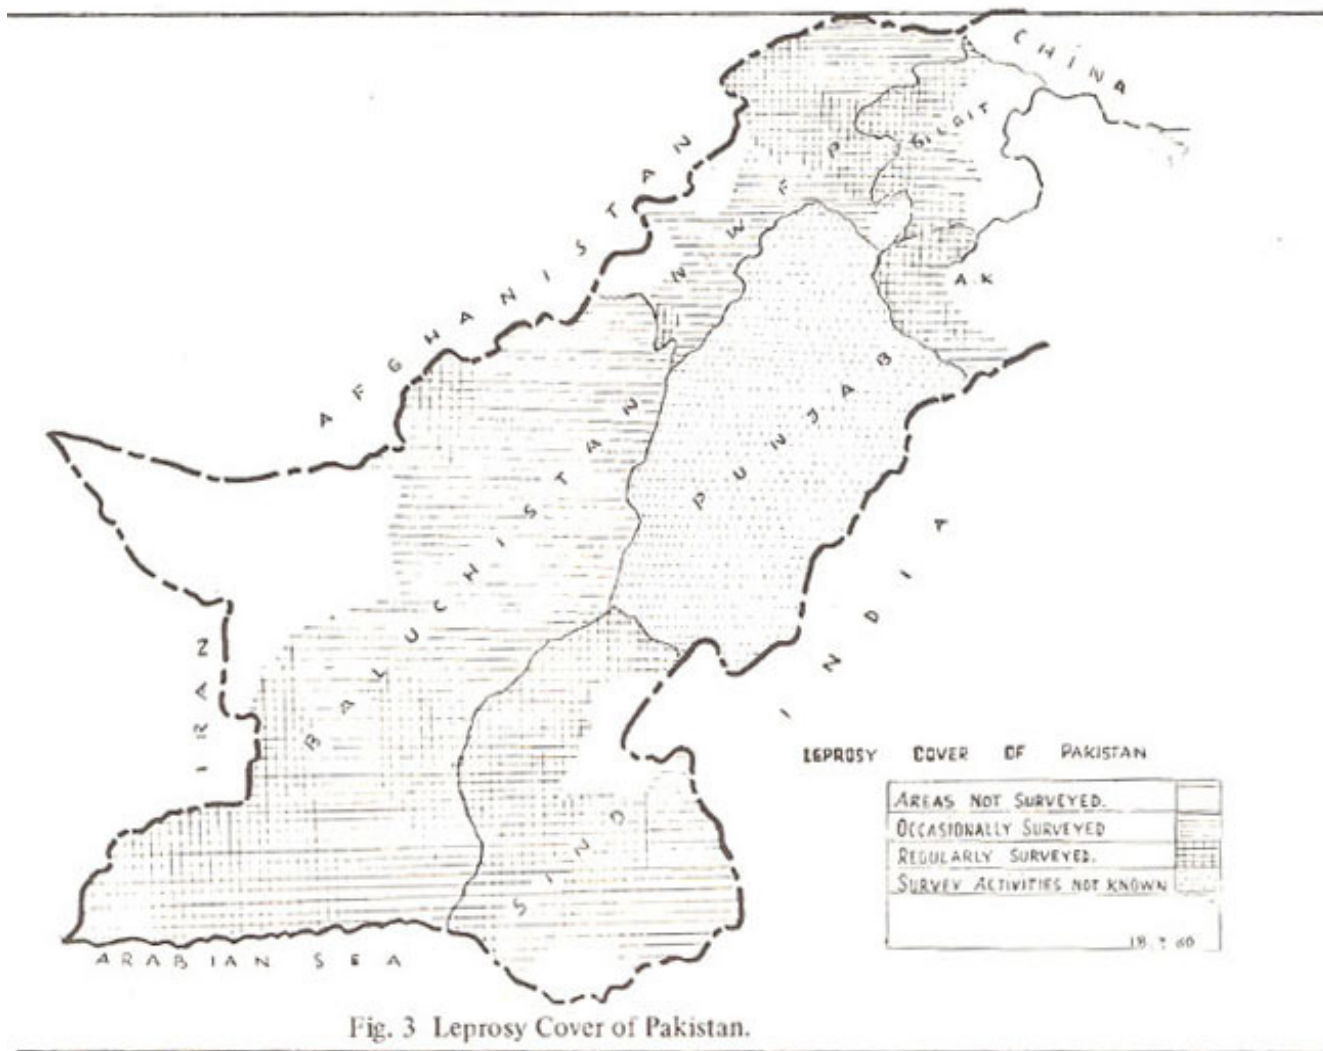 CHINA
GILGIT
AFGHANISTAN
N W F P
A.K
PUNJAB
BALUCHISTAN
INDIA
IRAN
SIND
ARABIAN SEA
LEPROSY COVER OF PAKISTAN
AREAS NOT SURVEYED.
OCCASIONALLY SURVEYED
REGULARLY SURVEYED.
SURVEY ACTIVITIES NOT KNOWN
Fig. 3 Leprosy Cover of Pakistan.